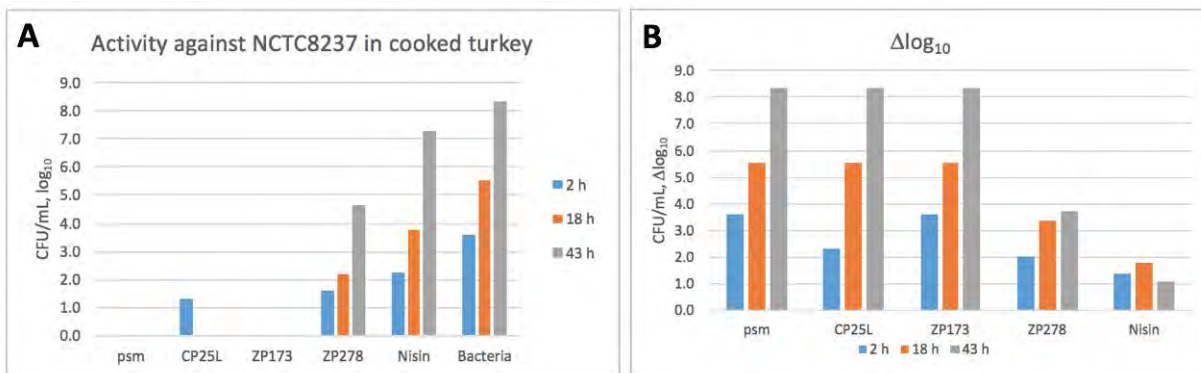 A
Activity against NCTC8237 in cooked turkey
CFU/mL, log10
9.0
8.0
7.0
6.0
5.0
4.0
3.0
2.0
1.0
0.0
psm CP25L ZP173 ZP278 Nisin Bacteria
2 h
18 h
43 h
B
Δlog10
CFU/mL, Δlog10
9.0
8.0
7.0
6.0
5.0
4.0
3.0
2.0
1.0
0.0
psm CP25L ZP173 ZP278 Nisin
2 h 18 h 43 h